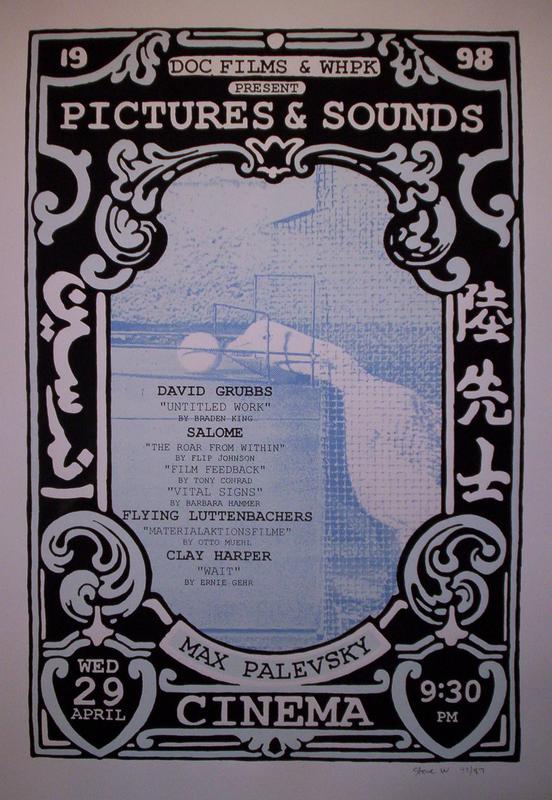 19 98
DOC FILMS & WHPK
PRESENT
PICTURES & SOUNDS
陸先士
DAVID GRUBBS
"UNTITLED WORK"
BY BRADEN KING
SALOME
"THE ROAR FROM WITHIN"
BY FLIP JOHNSON
"FILM FEEDBACK"
BY TONY CONRAD
"VITAL SIGNS"
BY BARBARA HAMMER
FLYING LUTTENBACHERS
"MATERIALAKTIONSFILME"
BY OTTO MUEHL
CLAY HARPER
"WAIT"
BY ERNIE GEHR
MAX PALEVSKY
CINEMA
WED
29
APRIL
9:30
PM
Steve W